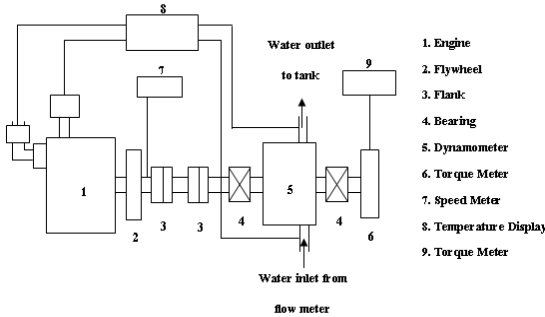 8
Water outlet
to tank
7
9
1
2
3
3
4
5
4
6
Water inlet from
flow meter
1. Engine
2. Flywheel
3. Flank
4. Bearing
5. Dynamometer
6. Torque Meter
7. Speed Meter
8. Temperature Display
9. Torque Meter